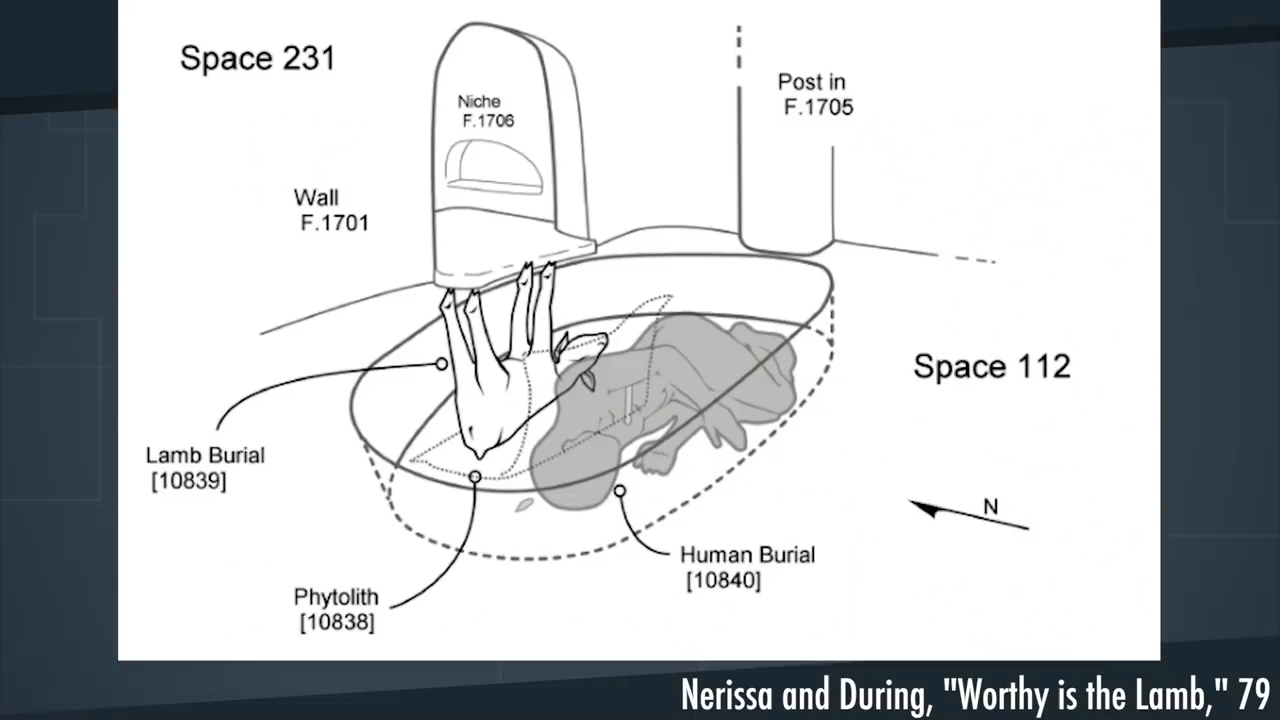 Space 231
Niche
F.1706
Post in
F.1705
Wall
F.1701
Space 112
Lamb Burial
[10839]
N
Human Burial
[10840]
Phytolith
[10838]
Nerissa and During, "Worthy is the Lamb," 79